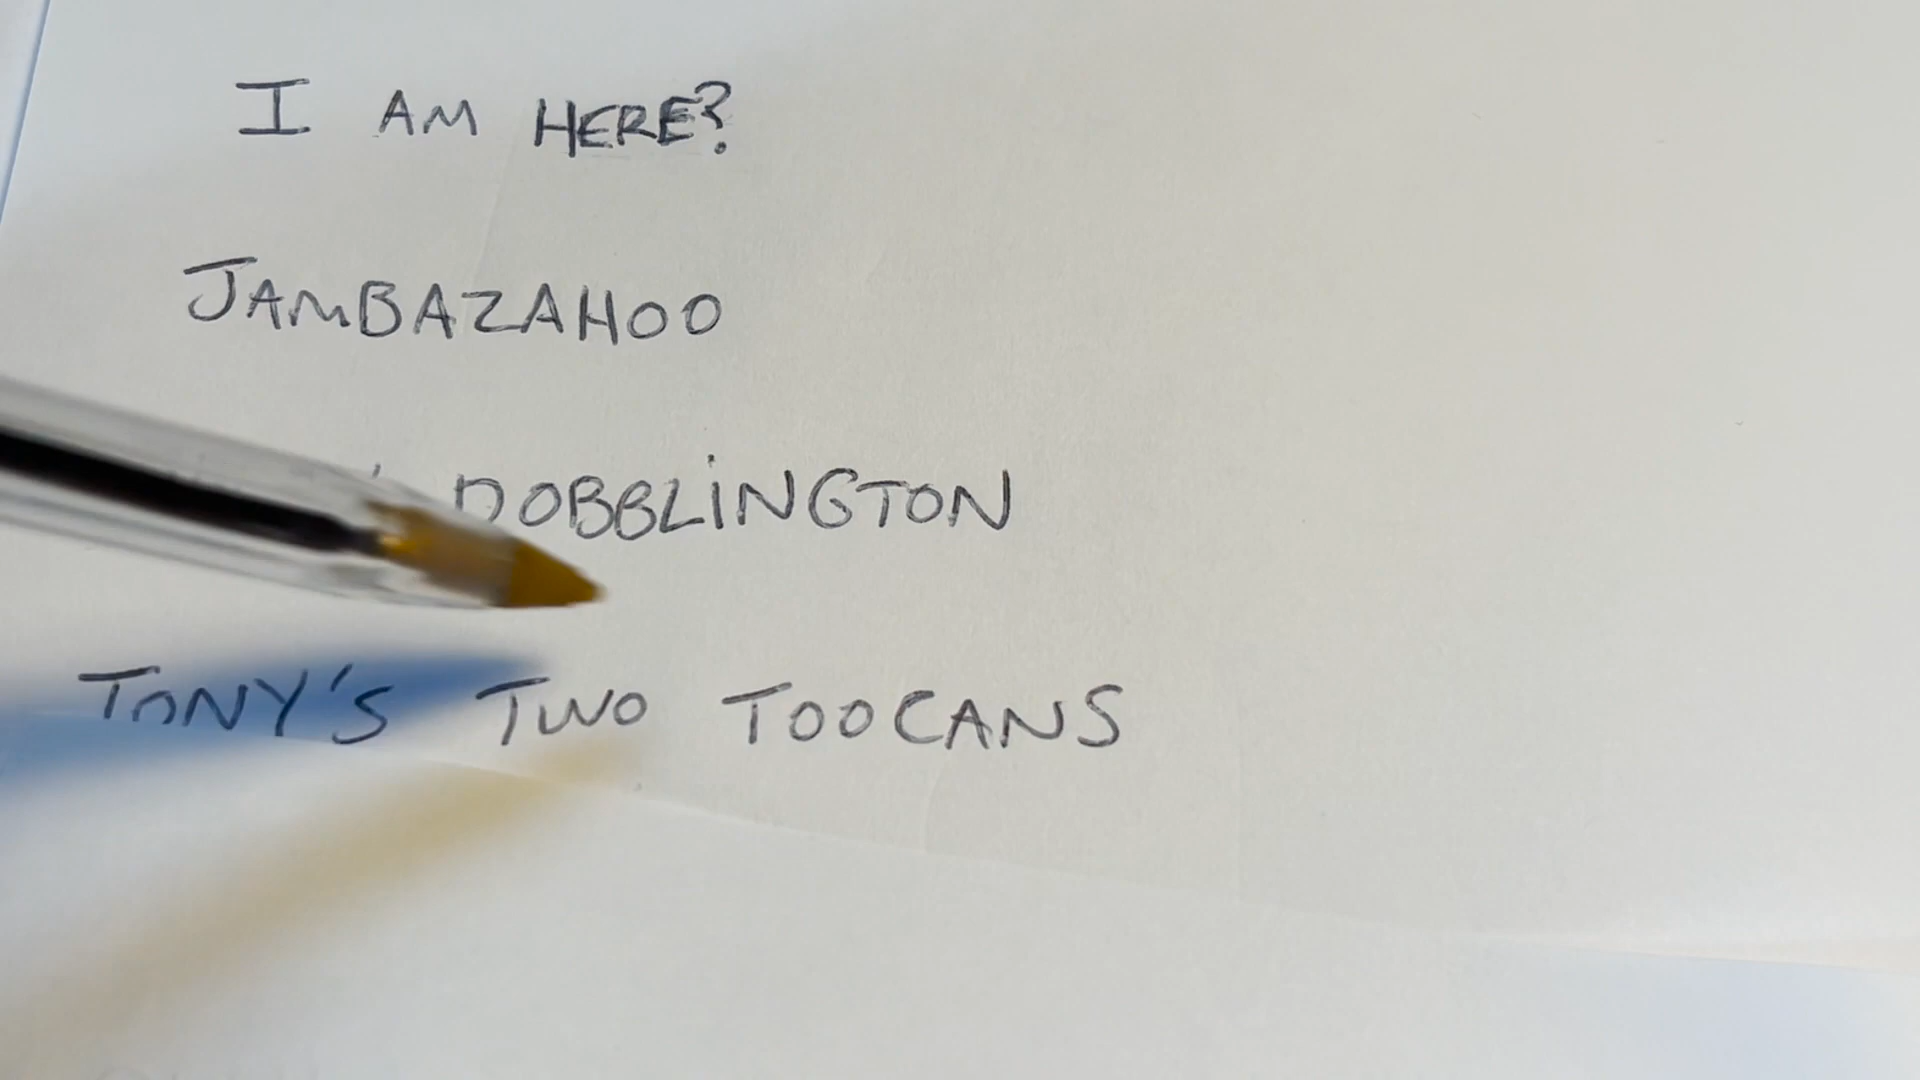 I AM HERE?
JAMBAZAHOO
DOBBLINGTON
TONY'S TWO TOOCANS